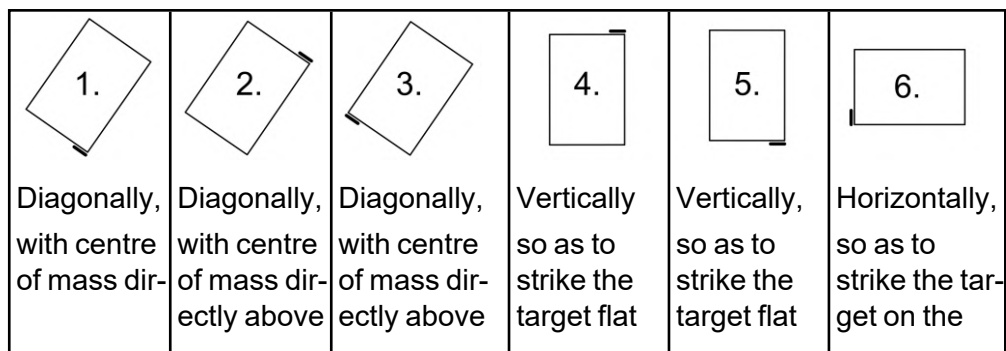 1.
2.
3.
4.
5.
6.
Diagonally,
with centre
of mass dir-
Diagonally,
with centre
of mass dir-
ectly above
Diagonally,
with centre
of mass dir-
ectly above
Vertically
so as to
strike the
target flat
Vertically,
so as to
strike the
target flat
Horizontally,
so as to
strike the tar-
get on the